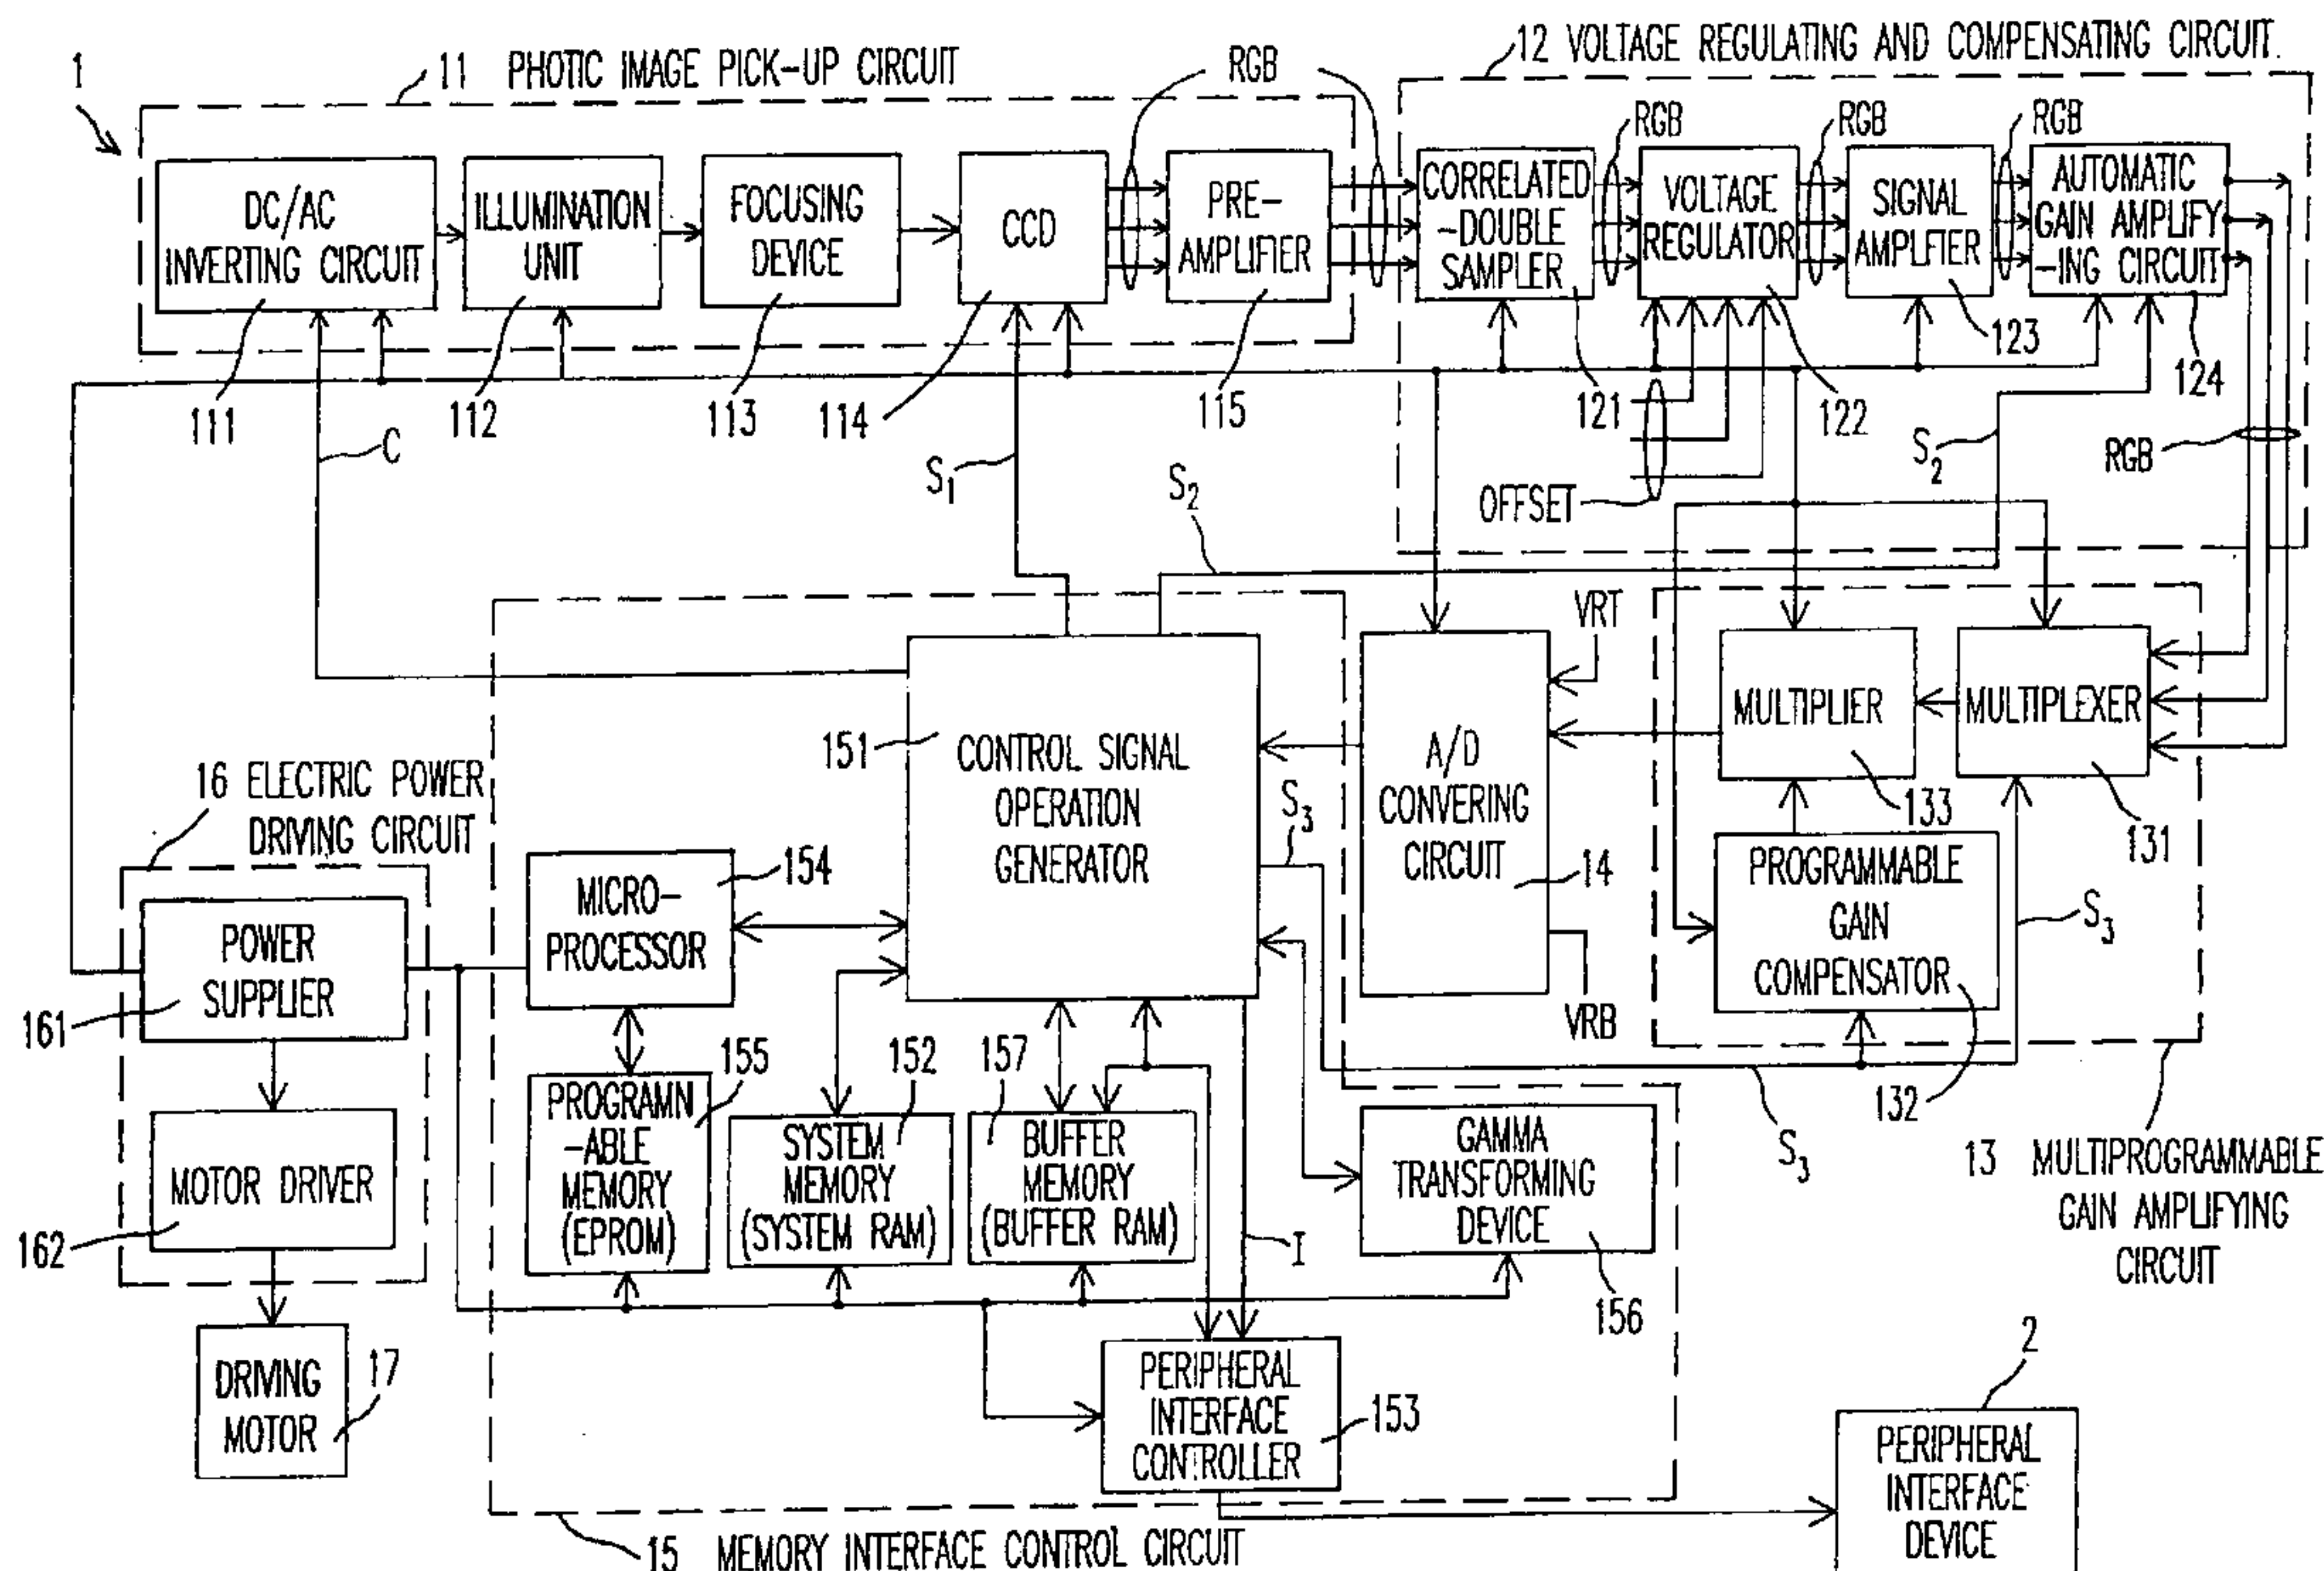 1
11 PHOTIC IMAGE PICK-UP CIRCUIT
RGB
12 VOLTAGE REGULATING AND COMPENSATING CIRCUIT.
DC/AC
INVERTING CIRCUIT
ILLUMINATION
UNIT
FOCUSING
DEVICE
CCD
PRE-
AMPLIFIER
CORRELATED
-DOUBLE
SAMPLER
RGB
VOLTAGE
REGULATOR
RGB
SIGNAL
AMPLFIER
RGB
AUTOMATIC
GAIN AMPLIFY
-ING CIRCUIT
111
112
113
114
115
121
122
123
124
C
S1
S2
OFFSET
S2
RGB
VRT
151
CONTROL SIGNAL
OPERATION
GENERATOR
S3
A/D
CONVERING
CIRCUIT
14
VRB
MULTIPLIER
133
MULTIPLEXER
131
PROGRAMMABLE
GAIN
COMPENSATOR
132
S3
S3
13 MULTIPROGRAMMABLE
GAIN AMPLIFYING
CIRCUIT
16 ELECTRIC POWER
DRIVING CIRCUIT
POWER
SUPPLIER
161
MOTOR DRIVER
162
DRIVING
MOTOR
17
MICRO-
PROCESSOR
154
PROGRAMN
-ABLE
MEMORY
(EPROM)
155
SYSTEM
MEMORY
(SYSTEM RAM)
152
BUFFER
MEMORY
(BUFFER RAM)
157
I
GAMMA
TRANSFORMING
DEVICE
156
PERIPHERAL
INTERFACE
CONTROLLER
153
2
PERIPHERAL
INTERFACE
DEVICE
15 MEMORY INTERFACE CONTROL CIRCUIT